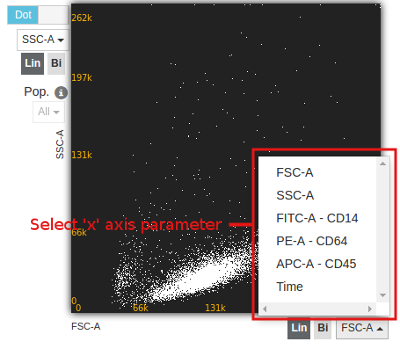 Dot
262k
SSC-A
Lin Bi
197k
Pop.
All
SSC-A
131k
FSC-A
SSC-A
FITC-A - CD14
PE-A - CD64
APC-A - CD45
Time
Select 'x' axis parameter
66k
0
0 66k 131k
FSC-A
Lin Bi FSC-A